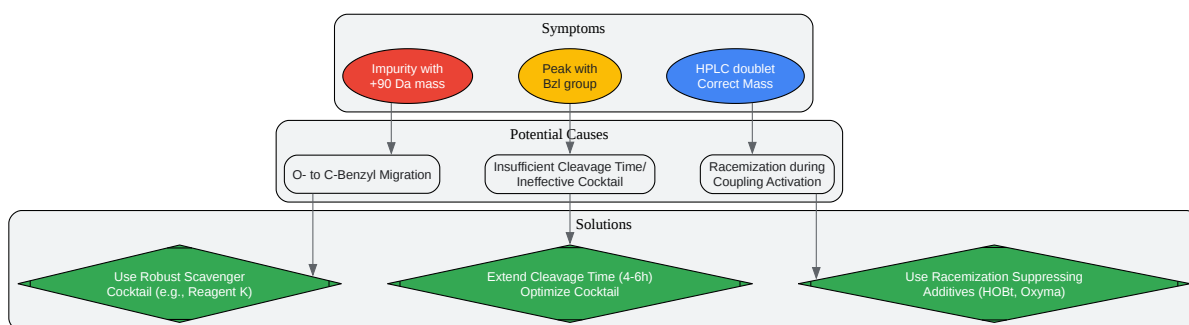 Symptoms
Impurity with
+90 Da mass
Peak with
Bzl group
HPLC doublet
Correct Mass
Potential Causes
O- to C-Benzyl Migration
Insufficient Cleavage Time/
Ineffective Cocktail
Racemization during
Coupling Activation
Solutions
Use Robust Scavenger
Cocktail (e.g., Reagent K)
Extend Cleavage Time (4-6h)
Optimize Cocktail
Use Racemization Suppressing
Additives (HOBt, Oxyma)